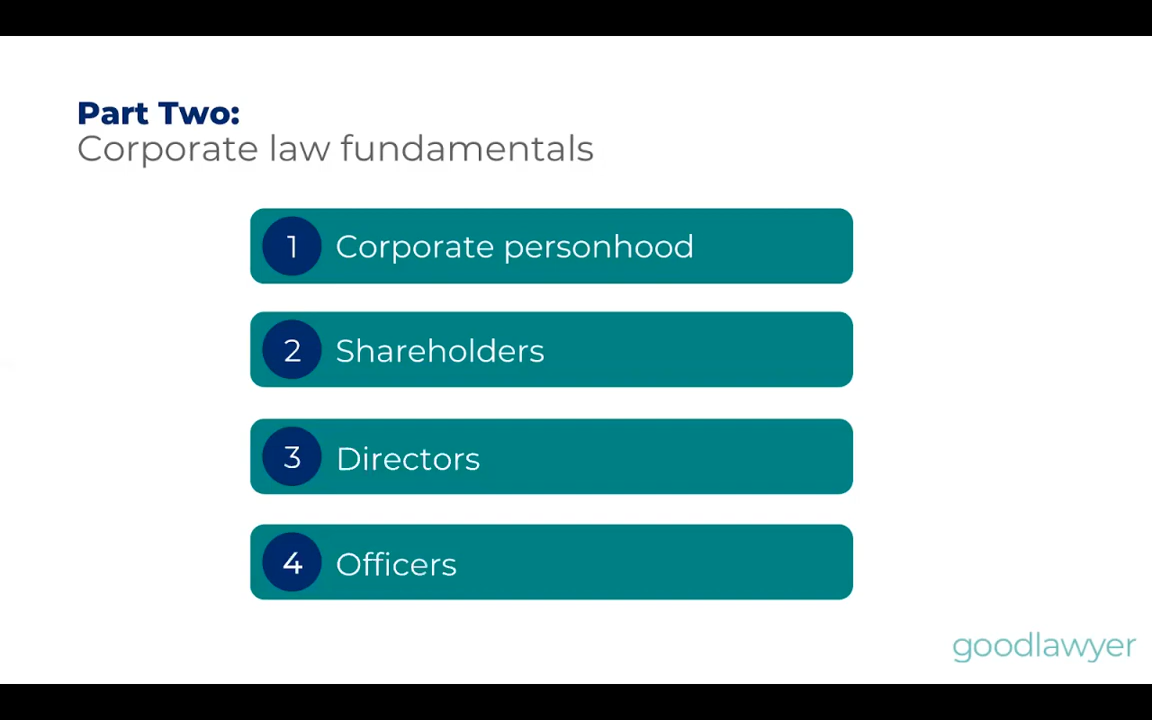 Part Two:
Corporate law fundamentals
1 Corporate personhood
2 Shareholders
3 Directors
4 Officers
goodlawyer